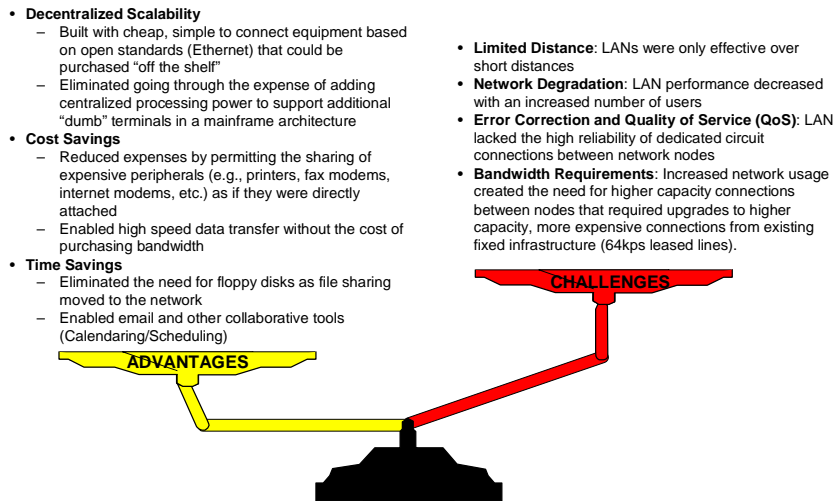 • Decentralized Scalability
– Built with cheap, simple to connect equipment based
on open standards (Ethernet) that could be
purchased “off the shelf”
– Eliminated going through the expense of adding
centralized processing power to support additional
“dumb” terminals in a mainframe architecture
• Cost Savings
– Reduced expenses by permitting the sharing of
expensive peripherals (e.g., printers, fax modems,
internet modems, etc.) as if they were directly
attached
– Enabled high speed data transfer without the cost of
purchasing bandwidth
• Time Savings
– Eliminated the need for floppy disks as file sharing
moved to the network
– Enabled email and other collaborative tools
(Calendaring/Scheduling)
ADVANTAGES
• Limited Distance: LANs were only effective over
short distances
• Network Degradation: LAN performance decreased
with an increased number of users
• Error Correction and Quality of Service (QoS): LAN
lacked the high reliability of dedicated circuit
connections between network nodes
• Bandwidth Requirements: Increased network usage
created the need for higher capacity connections
between nodes that required upgrades to higher
capacity, more expensive connections from existing
fixed infrastructure (64kps leased lines).
CHALLENGES